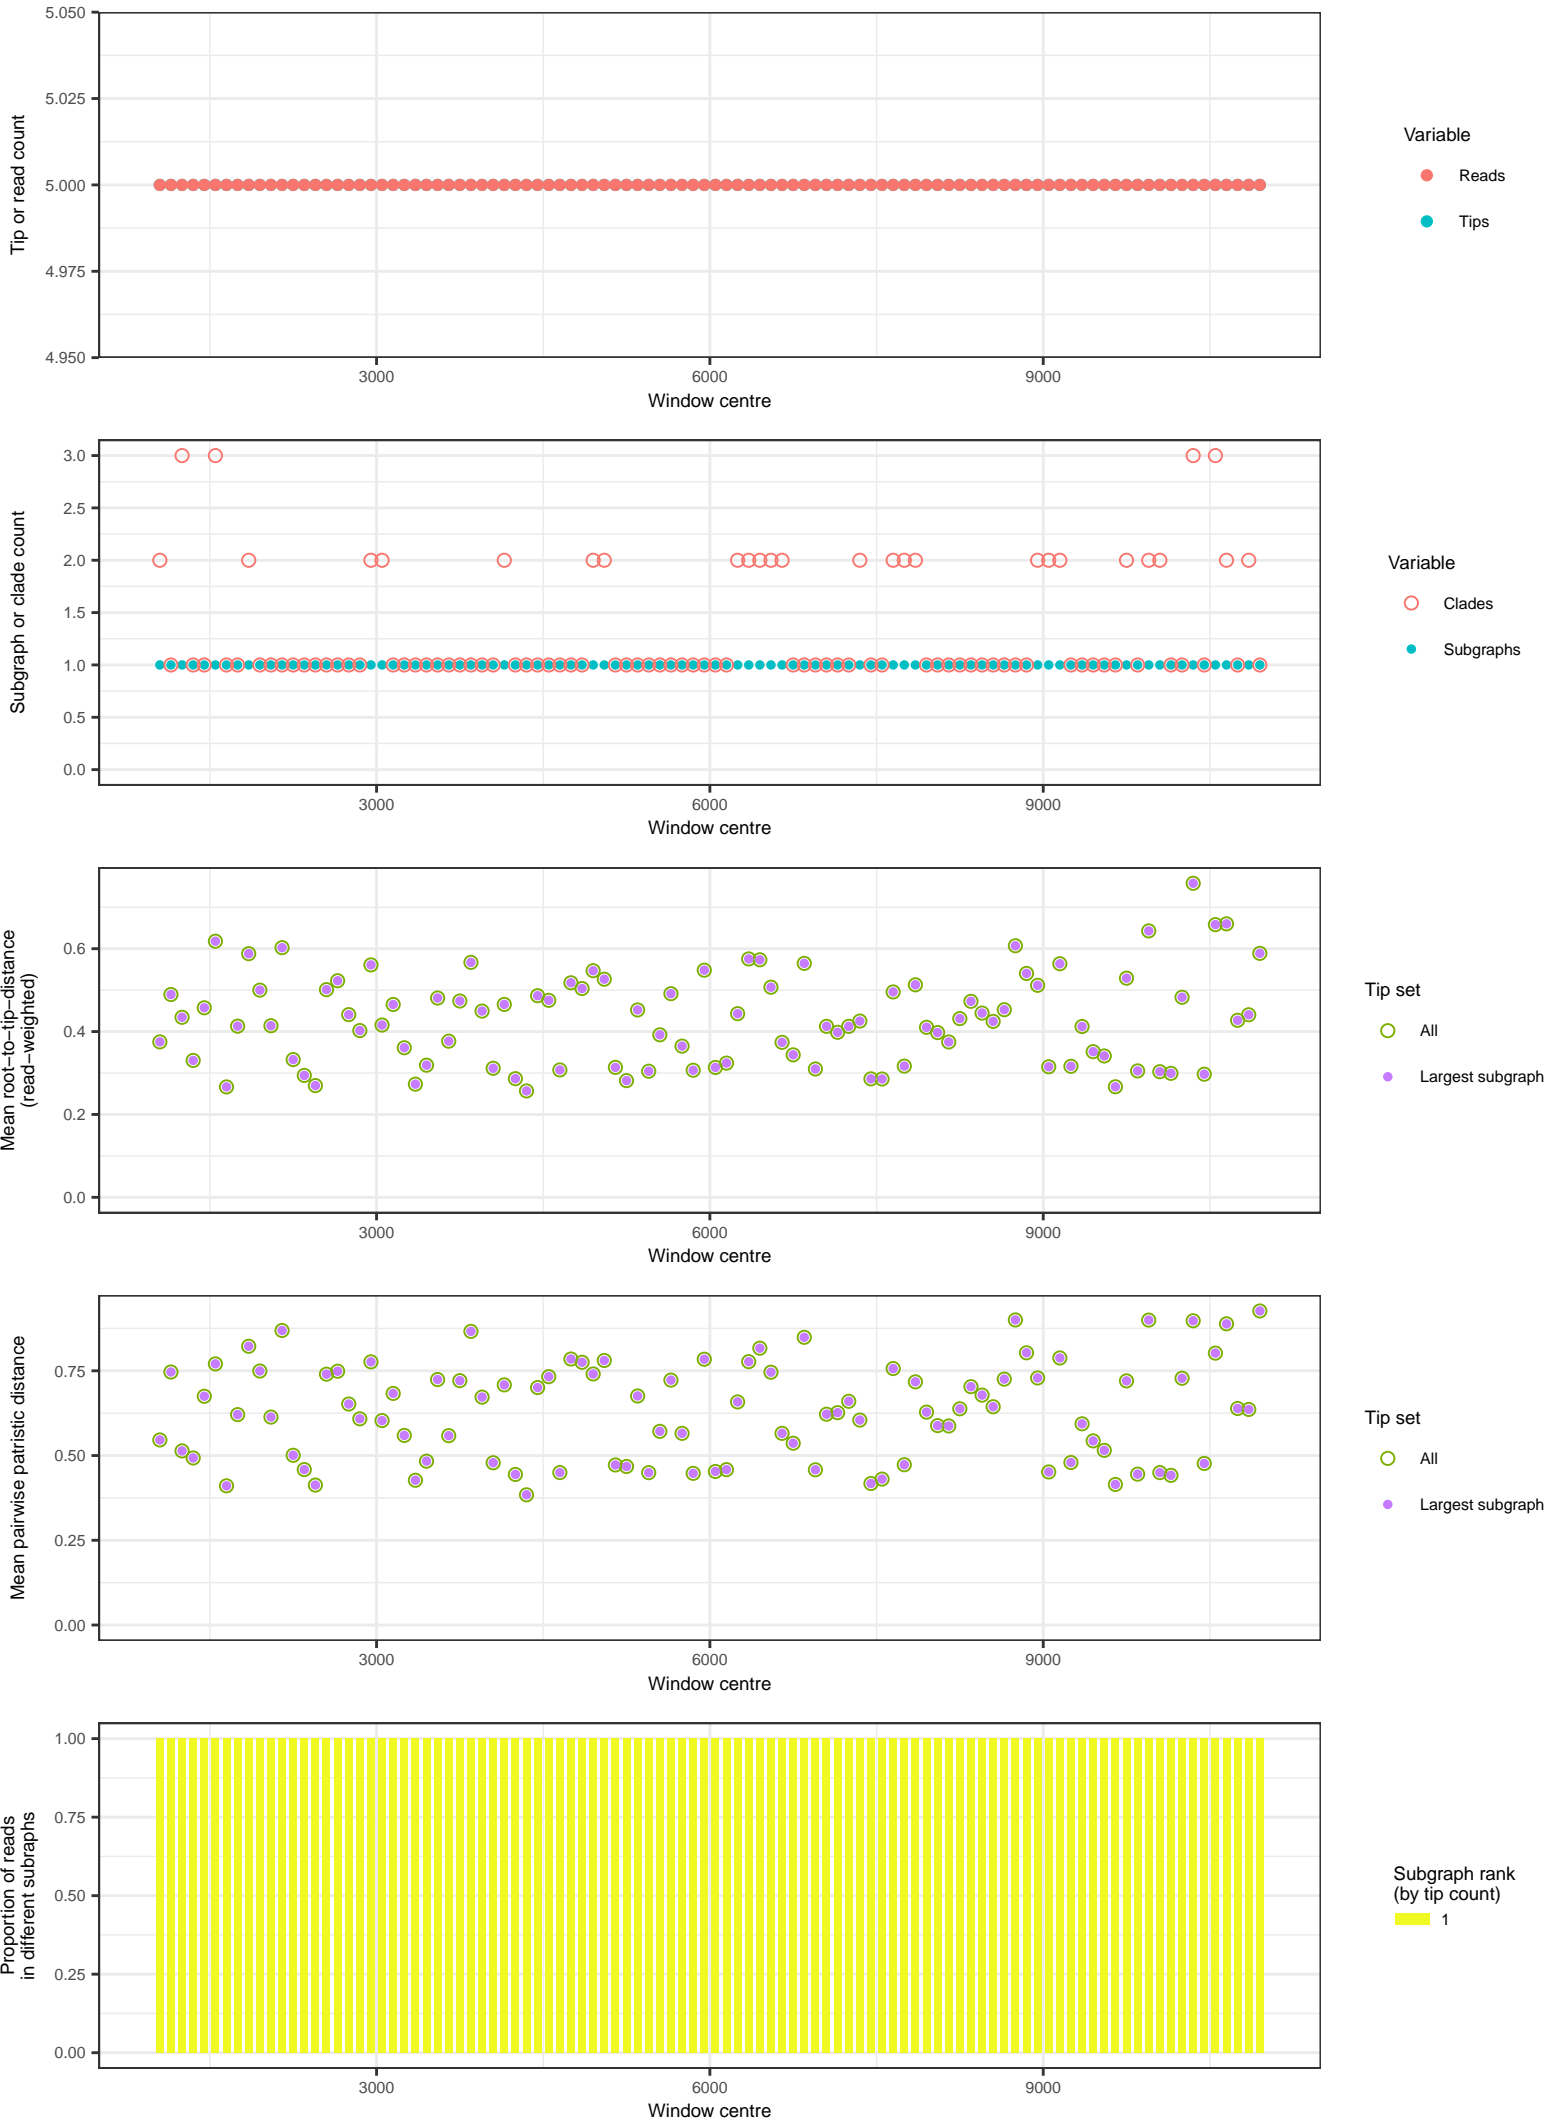 5.050
5.025
5.000
4.975
4.950
Tip or read count
3000
6000
9000
Window centre
Variable
Reads
Tips
3.0
2.5
2.0
1.5
1.0
0.5
0.0
Subgraph or clade count
3000
6000
9000
Window centre
Variable
Clades
Subgraphs
0.6
0.4
0.2
0.0
Mean root−to−tip−distance
(read−weighted)
3000
6000
9000
Window centre
Tip set
All
Largest subgraph
0.75
0.50
0.25
0.00
Mean pairwise patristic distance
3000
6000
9000
Window centre
Tip set
All
Largest subgraph
1.00
0.75
0.50
0.25
0.00
Proportion of reads
in different subraphs
3000
6000
9000
Window centre
Subgraph rank
(by tip count)
1